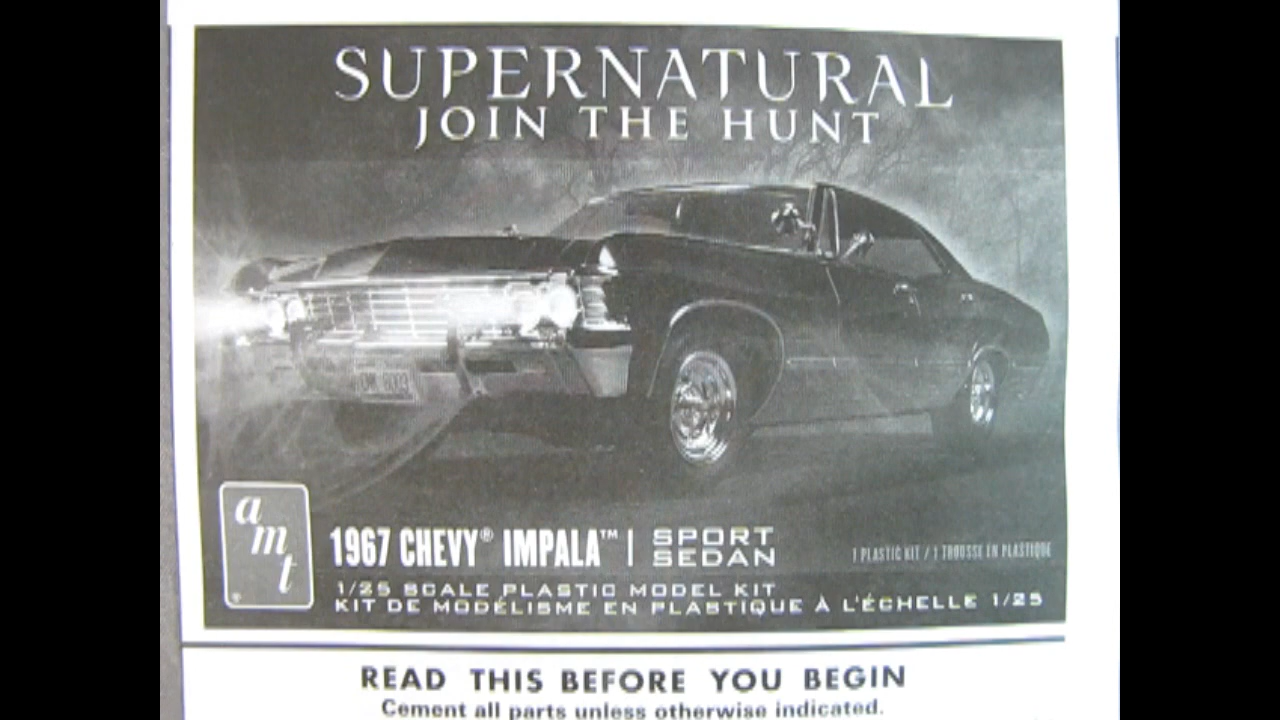 SUPERNATURAL
JOIN THE HUNT
amt
1967 CHEVY® IMPALA™ | SPORT SEDAN
1 PLASTIC KIT / 1 TROUSSE EN PLASTIQUE
1/25 SCALE PLASTIC MODEL KIT
KIT DE MODÉLISME EN PLASTIQUE À L'ÉCHELLE 1/25
READ THIS BEFORE YOU BEGIN
Cement all parts unless otherwise indicated.